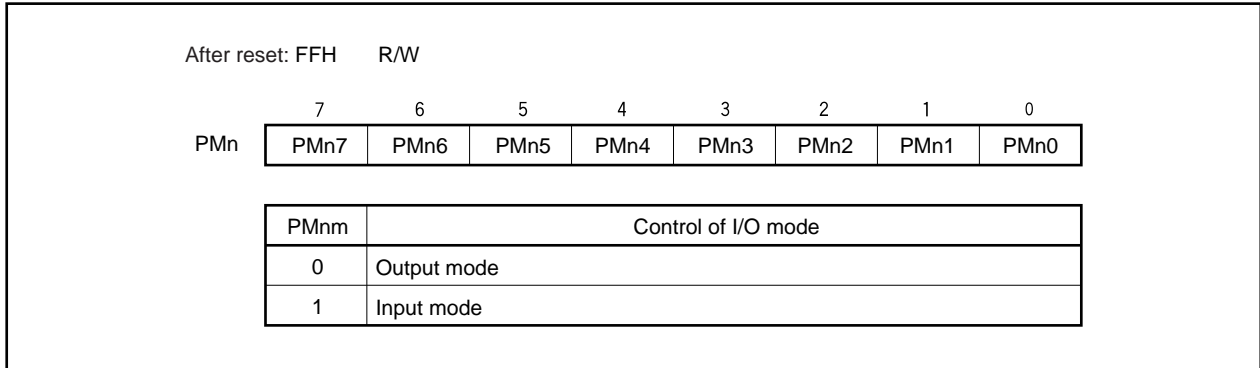 After reset: FFH R/W
7 6 5 4 3 2 1 0
PMn PMn7 PMn6 PMn5 PMn4 PMn3 PMn2 PMn1 PMn0
PMnm Control of I/O mode
0 Output mode
1 Input mode